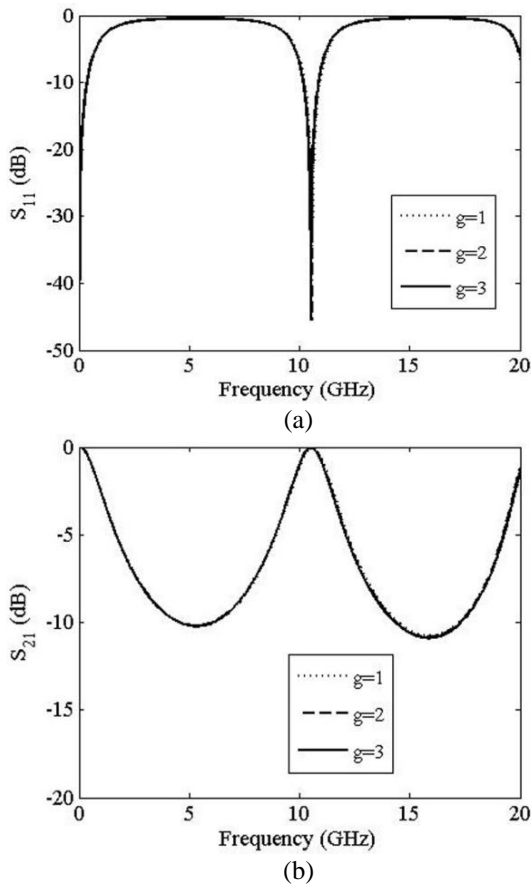 0
-10
-20
-30
-40
-50
S11 (dB)
g=1
g=2
g=3
0 5 10 15 20
Frequency (GHz)
(a)
0
-5
-10
-15
-20
S21 (dB)
g=1
g=2
g=3
0 5 10 15 20
Frequency (GHz)
(b)